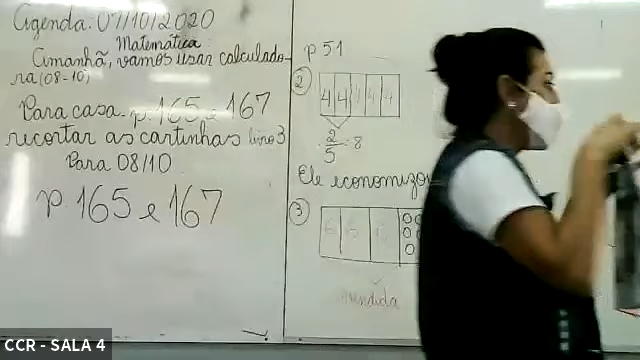 Agenda: 07/10/2020
Matemática
Amanhã, vamos usar calculado-
ra (08-10)
Para casa. p. 165 e 167
recortar as cartinhas livro 3
Para 08/10
p. 165 e 167
p 51
2
4 4 4 4 4
2/5 = 8
Ele economizou
3
CCR - SALA 4